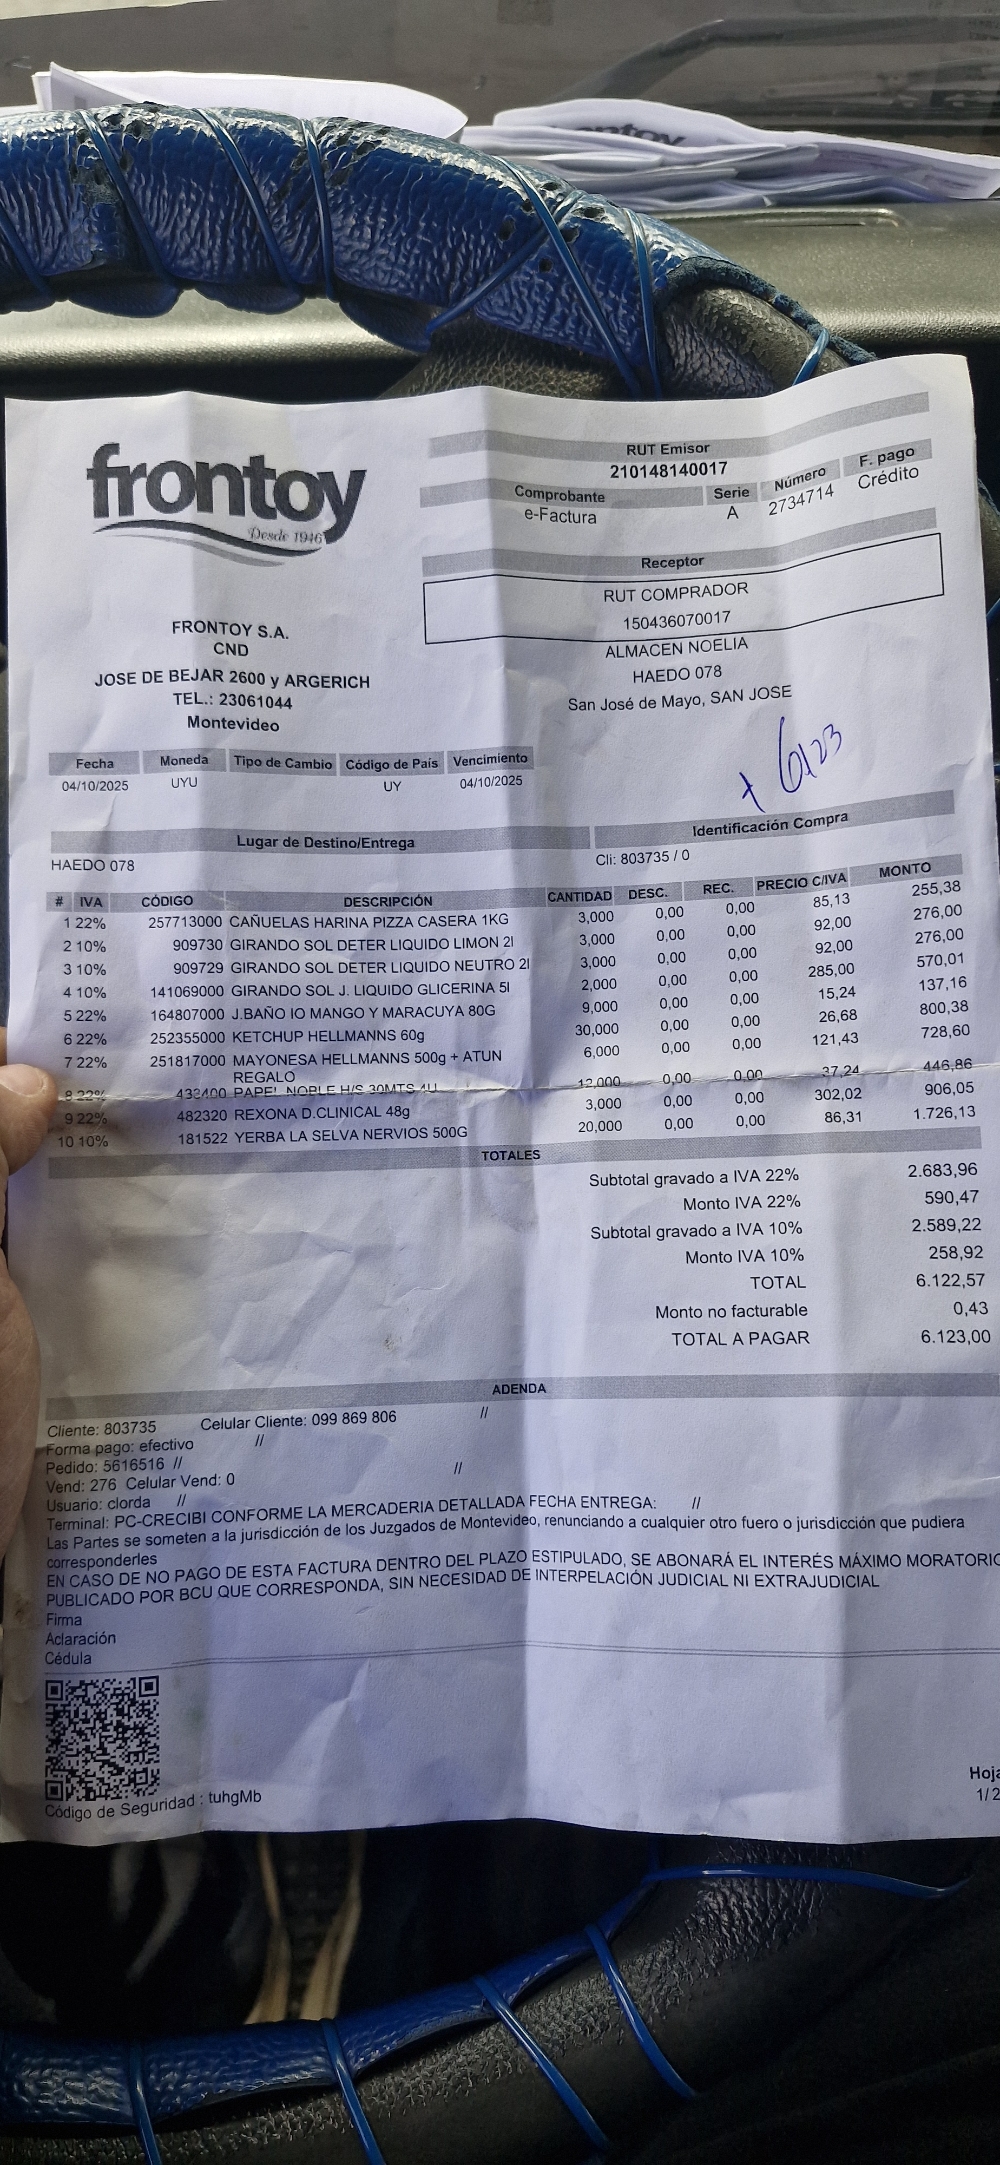 frontoy
Desde 1946
RUT Emisor
210148140017
Comprobante Serie Número F. pago
e-Factura A 2734714 Crédito
Receptor
RUT COMPRADOR
150436070017
ALMACEN NOELIA
HAEDO 078
San José de Mayo, SAN JOSE
FRONTOY S.A.
CND
JOSE DE BEJAR 2600 y ARGERICH
TEL.: 23061044
Montevideo
+ 6123
Fecha Moneda Tipo de Cambio Código de País Vencimiento
04/10/2025 UYU UY 04/10/2025
Lugar de Destino/Entrega Identificación Compra
HAEDO 078 Cli: 803735 / 0
# IVA CÓDIGO DESCRIPCIÓN CANTIDAD DESC. REC. PRECIO C/IVA MONTO
1 22% 257713000 CAÑUELAS HARINA PIZZA CASERA 1KG 3,000 0,00 0,00 85,13 255,38
2 10% 909730 GIRANDO SOL DETER LIQUIDO LIMON 2l 3,000 0,00 0,00 92,00 276,00
3 10% 909729 GIRANDO SOL DETER LIQUIDO NEUTRO 2l 3,000 0,00 0,00 92,00 276,00
4 10% 141069000 GIRANDO SOL J. LIQUIDO GLICERINA 5l 2,000 0,00 0,00 285,00 570,01
5 22% 164807000 J.BAÑO IO MANGO Y MARACUYA 80G 9,000 0,00 0,00 15,24 137,16
6 22% 252355000 KETCHUP HELLMANNS 60g 30,000 0,00 0,00 26,68 800,38
7 22% 251817000 MAYONESA HELLMANNS 500g + ATUN 6,000 0,00 0,00 121,43 728,60
REGALO
8 22% 433400 PAPEL NOBLE H/S 30MTS 4U 12,000 0,00 0,00 37,24 446,86
9 22% 482320 REXONA D.CLINICAL 48g 3,000 0,00 0,00 302,02 906,05
10 10% 181522 YERBA LA SELVA NERVIOS 500G 20,000 0,00 0,00 86,31 1.726,13
TOTALES
Subtotal gravado a IVA 22% 2.683,96
Monto IVA 22% 590,47
Subtotal gravado a IVA 10% 2.589,22
Monto IVA 10% 258,92
TOTAL 6.122,57
Monto no facturable 0,43
TOTAL A PAGAR 6.123,00
ADENDA
Cliente: 803735 Celular Cliente: 099 869 806 //
Forma pago: efectivo //
Pedido: 5616516 //
Vend: 276 Celular Vend: 0 //
Usuario: clorda //
Terminal: PC-CRECIBI CONFORME LA MERCADERIA DETALLADA FECHA ENTREGA: //
Las Partes se someten a la jurisdicción de los Juzgados de Montevideo, renunciando a cualquier otro fuero o jurisdicción que pudiera
corresponderles
EN CASO DE NO PAGO DE ESTA FACTURA DENTRO DEL PLAZO ESTIPULADO, SE ABONARÁ EL INTERÉS MÁXIMO MORATORIO
PUBLICADO POR BCU QUE CORRESPONDA, SIN NECESIDAD DE INTERPELACIÓN JUDICIAL NI EXTRAJUDICIAL
Firma
Aclaración
Cédula
Código de Seguridad : tuhgMb
Hoja
1/2